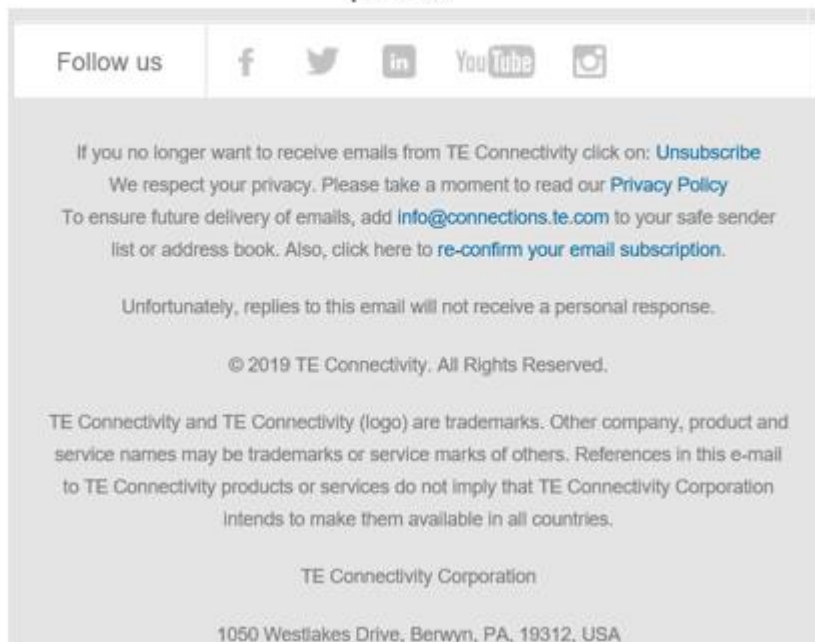 Follow us
f
in
YouTube
If you no longer want to receive emails from TE Connectivity click on: Unsubscribe
We respect your privacy. Please take a moment to read our Privacy Policy
To ensure future delivery of emails, add info@connections.te.com to your safe sender
list or address book. Also, click here to re-confirm your email subscription.
Unfortunately, replies to this email will not receive a personal response.
© 2019 TE Connectivity. All Rights Reserved.
TE Connectivity and TE Connectivity (logo) are trademarks. Other company, product and
service names may be trademarks or service marks of others. References in this e-mail
to TE Connectivity products or services do not imply that TE Connectivity Corporation
intends to make them available in all countries.
TE Connectivity Corporation
1050 Westlakes Drive, Berwyn, PA, 19312, USA